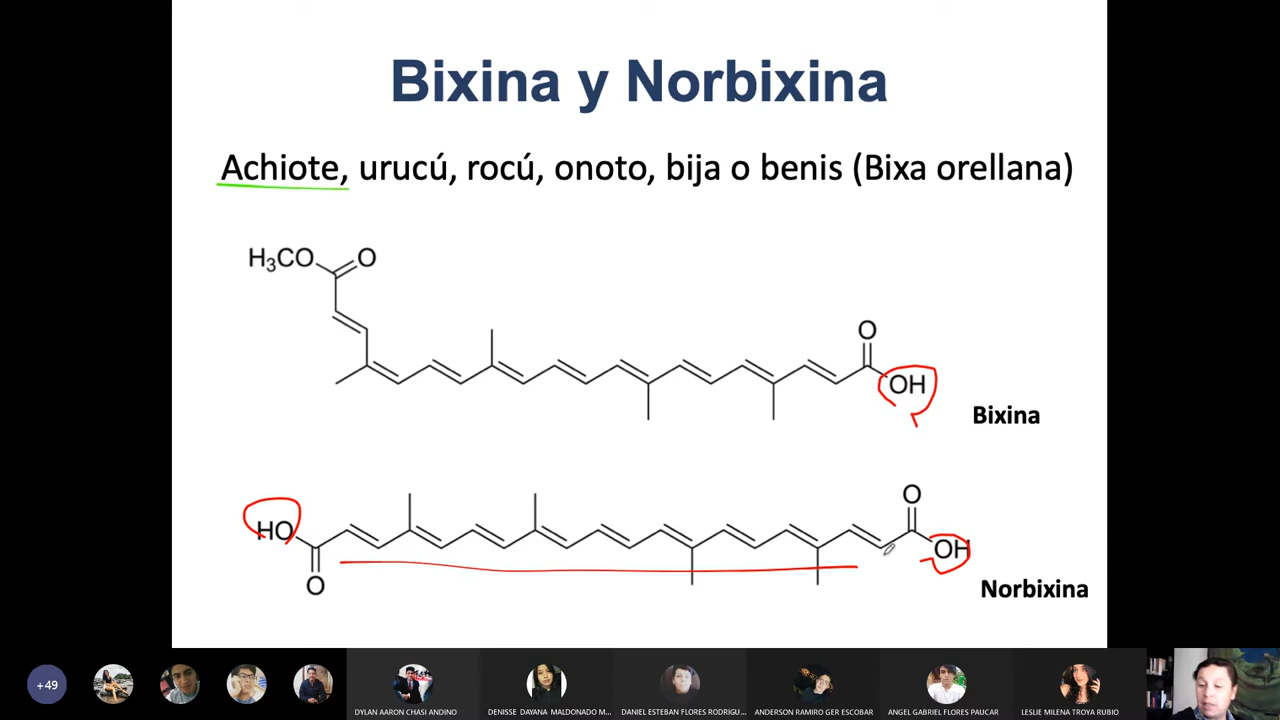 Bixina y Norbixina
Achiote, urucú, rocú, onoto, bija o benis (Bixa orellana)
H₃CO
O
O
OH
Bixina
O
HO
OH
O
Norbixina
+49
DYLAN AARON CHASI ANDINO
DENISSE DAYANA MALDONADO M...
DANIEL ESTEBAN FLORES RODRIGU...
ANDERSON RAMIRO GER ESCOBAR
ANGEL GABRIEL FLORES PAUCAR
LESLIE MILENA TROYA RUBIO